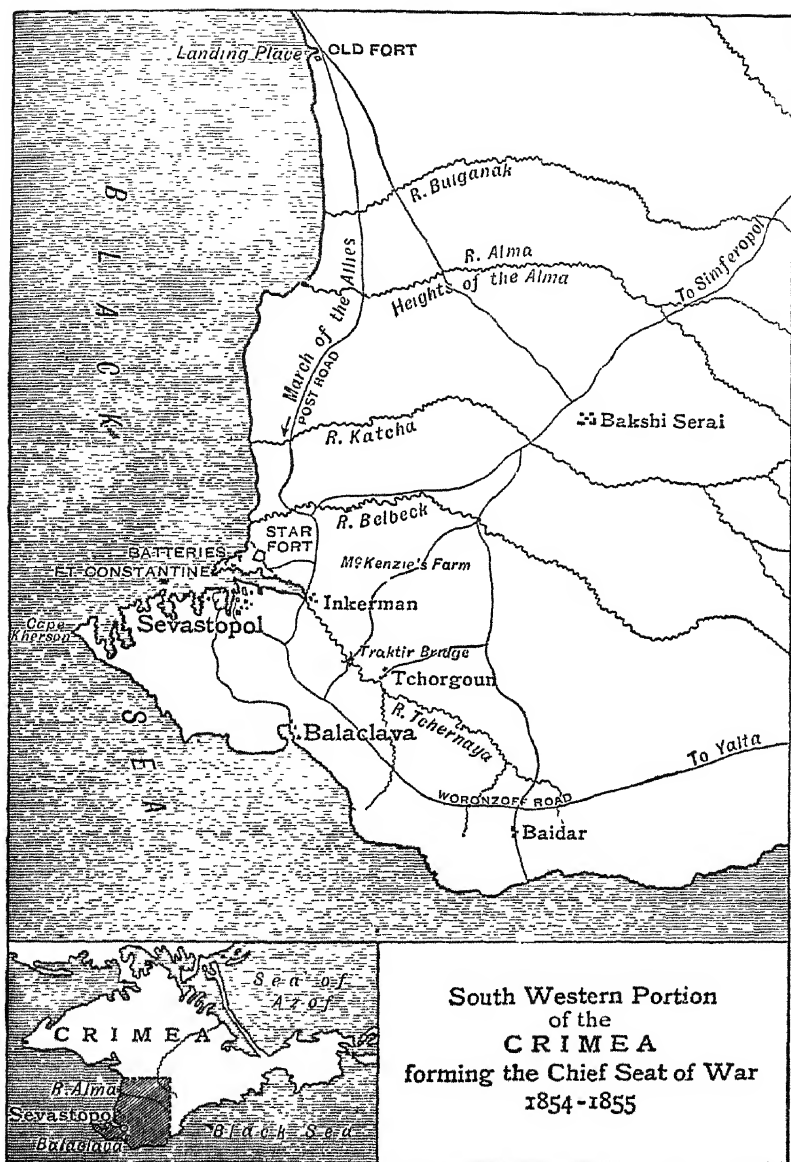 Landing Place
OLD FORT
R. Bulganak
R. Alma
Heights of the Alma
To Simferopol
March of the Allies
POST ROAD
BLACK
SEA
R. Katcha
Bakshi Serai
R. Belbeck
STAR
FORT
BATTERIES
FT CONSTANTINE
McKenzie's Farm
Inkerman
Cape
Kherson
Sevastopol
Traktir Bridge
Tchorgoun
R. Tchernaya
Balaclava
To Yalta
WORONZOFF ROAD
Baidar
Sea of
Azof
CRIMEA
R. Alma
Sevastopol
Balaclava
Black Sea
South Western Portion
of the
CRIMEA
forming the Chief Seat of War
1854-1855